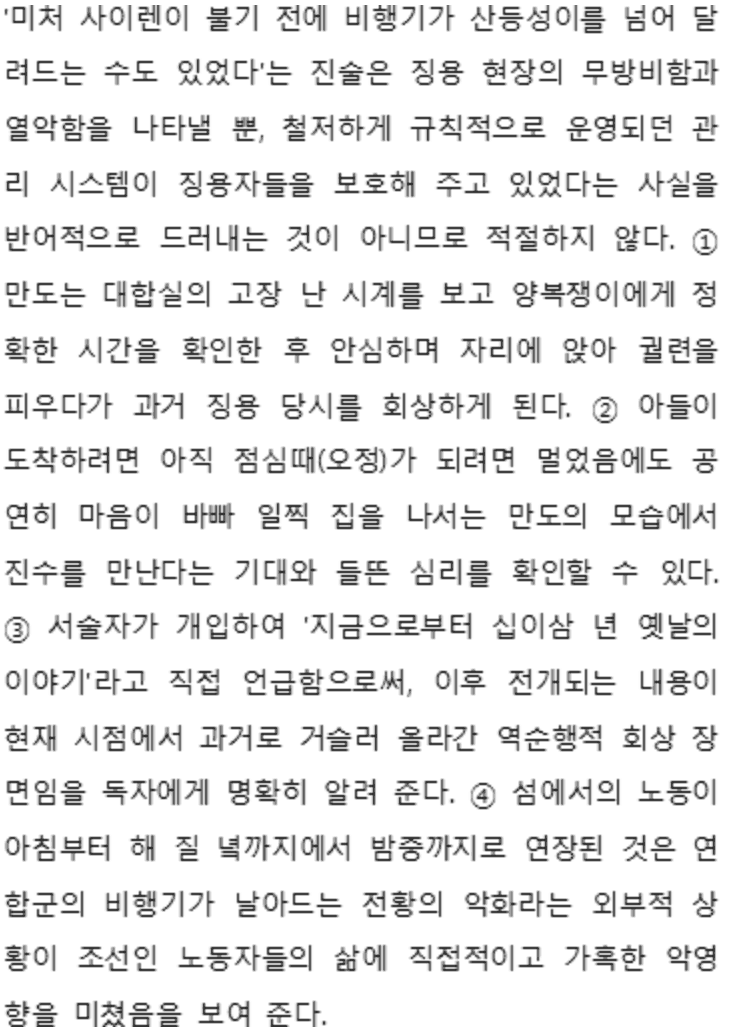 '미처 사이렌이 불기 전에 비행기가 산등성이를 넘어 달
려드는 수도 있었다'는 진술은 징용 현장의 무방비함과
열악함을 나타낼 뿐, 철저하게 규칙적으로 운영되던 관
리 시스템이 징용자들을 보호해 주고 있었다는 사실을
반어적으로 드러내는 것이 아니므로 적절하지 않다. ①
만도는 대합실의 고장 난 시계를 보고 양복쟁이에게 정
확한 시간을 확인한 후 안심하며 자리에 앉아 궐련을
피우다가 과거 징용 당시를 회상하게 된다. ② 아들이
도착하려면 아직 점심때(오정)가 되려면 멀었음에도 공
연히 마음이 바빠 일찍 집을 나서는 만도의 모습에서
진수를 만난다는 기대와 들뜬 심리를 확인할 수 있다.
③ 서술자가 개입하여 '지금으로부터 십이삼 년 옛날의
이야기'라고 직접 언급함으로써, 이후 전개되는 내용이
현재 시점에서 과거로 거슬러 올라간 역순행적 회상 장
면임을 독자에게 명확히 알려 준다. ④ 섬에서의 노동이
아침부터 해 질 녘까지에서 밤중까지로 연장된 것은 연
합군의 비행기가 날아드는 전황의 악화라는 외부적 상
황이 조선인 노동자들의 삶에 직접적이고 가혹한 악영
향을 미쳤음을 보여 준다.